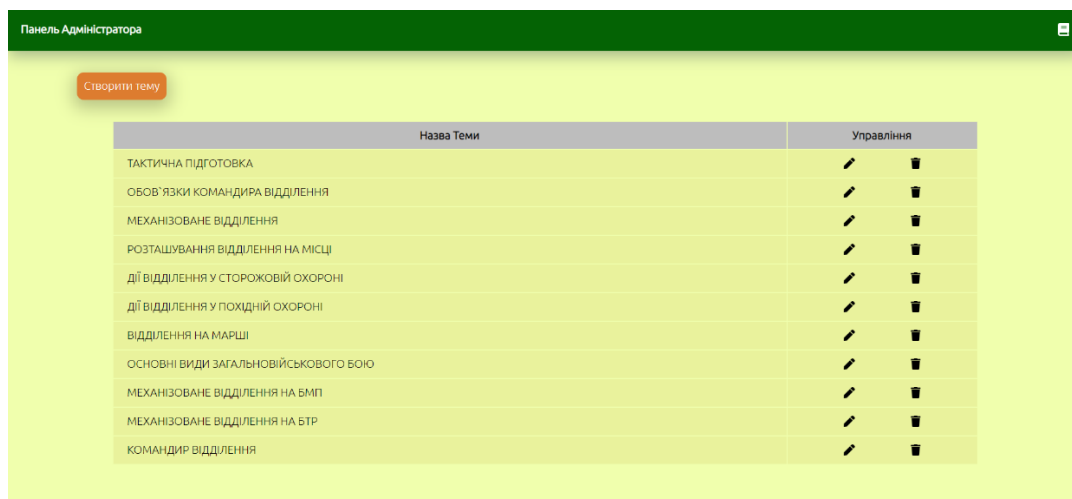 Панель Адміністратора
Створити тему
Назва Теми Управління
ТАКТИЧНА ПІДГОТОВКА
ОБОВ`ЯЗКИ КОМАНДИРА ВІДДІЛЕННЯ
МЕХАНІЗОВАНЕ ВІДДІЛЕННЯ
РОЗТАШУВАННЯ ВІДДІЛЕННЯ НА МІСЦІ
ДІЇ ВІДДІЛЕННЯ У СТОРОЖОВІЙ ОХОРОНІ
ДІЇ ВІДДІЛЕННЯ У ПОХІДНІЙ ОХОРОНІ
ВІДДІЛЕННЯ НА МАРШІ
ОСНОВНІ ВИДИ ЗАГАЛЬНОВІЙСЬКОВОГО БОЮ
МЕХАНІЗОВАНЕ ВІДДІЛЕННЯ НА БМП
МЕХАНІЗОВАНЕ ВІДДІЛЕННЯ НА БТР
КОМАНДИР ВІДДІЛЕННЯ